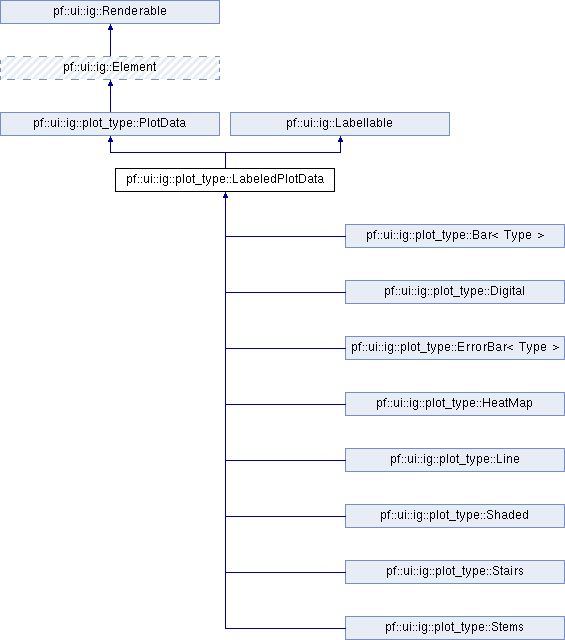 pf::ui::ig::Renderable
pf::ui::ig::Element
pf::ui::ig::plot_type::PlotData
pf::ui::ig::Labellable
pf::ui::ig::plot_type::LabeledPlotData
pf::ui::ig::plot_type::Bar< Type >
pf::ui::ig::plot_type::Digital
pf::ui::ig::plot_type::ErrorBar< Type >
pf::ui::ig::plot_type::HeatMap
pf::ui::ig::plot_type::Line
pf::ui::ig::plot_type::Shaded
pf::ui::ig::plot_type::Stairs
pf::ui::ig::plot_type::Stems